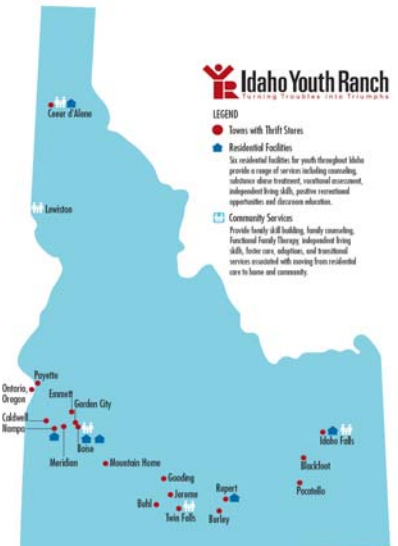 Idaho Youth Ranch
Turning Troubles into Triumphs
LEGEND
Towns with Thrift Stores
Residential Facilities
Six residential facilities for youth throughout Idaho
provide a range of services including counseling,
substance abuse treatment, vocational assessment,
independent living skills, positive recreational
opportunities and classroom education.
Community Services
Provide family skill building, family counseling,
Functional Family Therapy, independent living
skills, foster care, adoptions, and transitional
services associated with moving from residential
care to home and community.
Coeur d'Alene
Lewiston
Payette
Ontario,
Oregon
Emmett
Garden City
Caldwell
Nampa
Boise
Meridian
Mountain Home
Gooding
Jerome
Buhl
Twin Falls
Rupert
Burley
Idaho Falls
Blackfoot
Pocatello